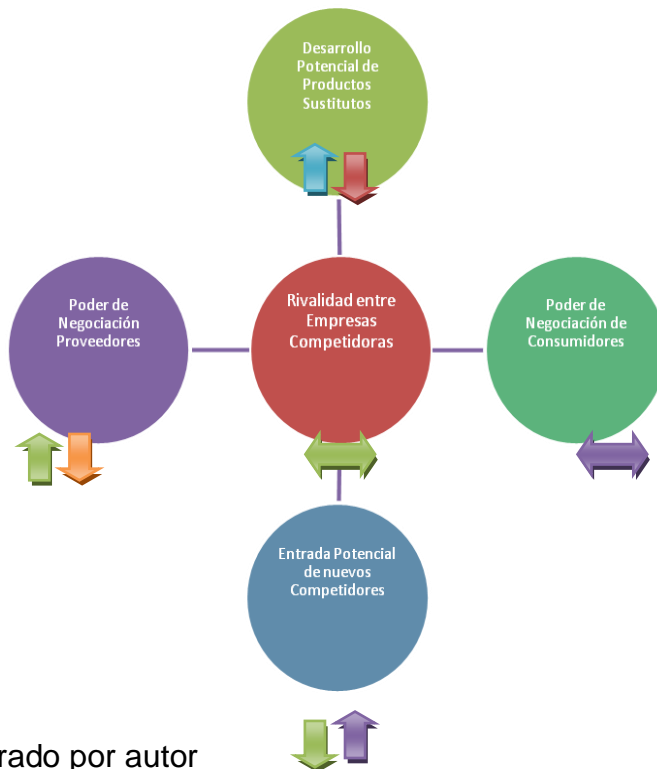 Desarrollo
Potencial de
Productos
Sustitutos
Poder de
Negociación
Proveedores
Rivalidad entre
Empresas
Competidoras
Poder de
Negociación de
Consumidores
Entrada Potencial
de nuevos
Competidores
rado por autor